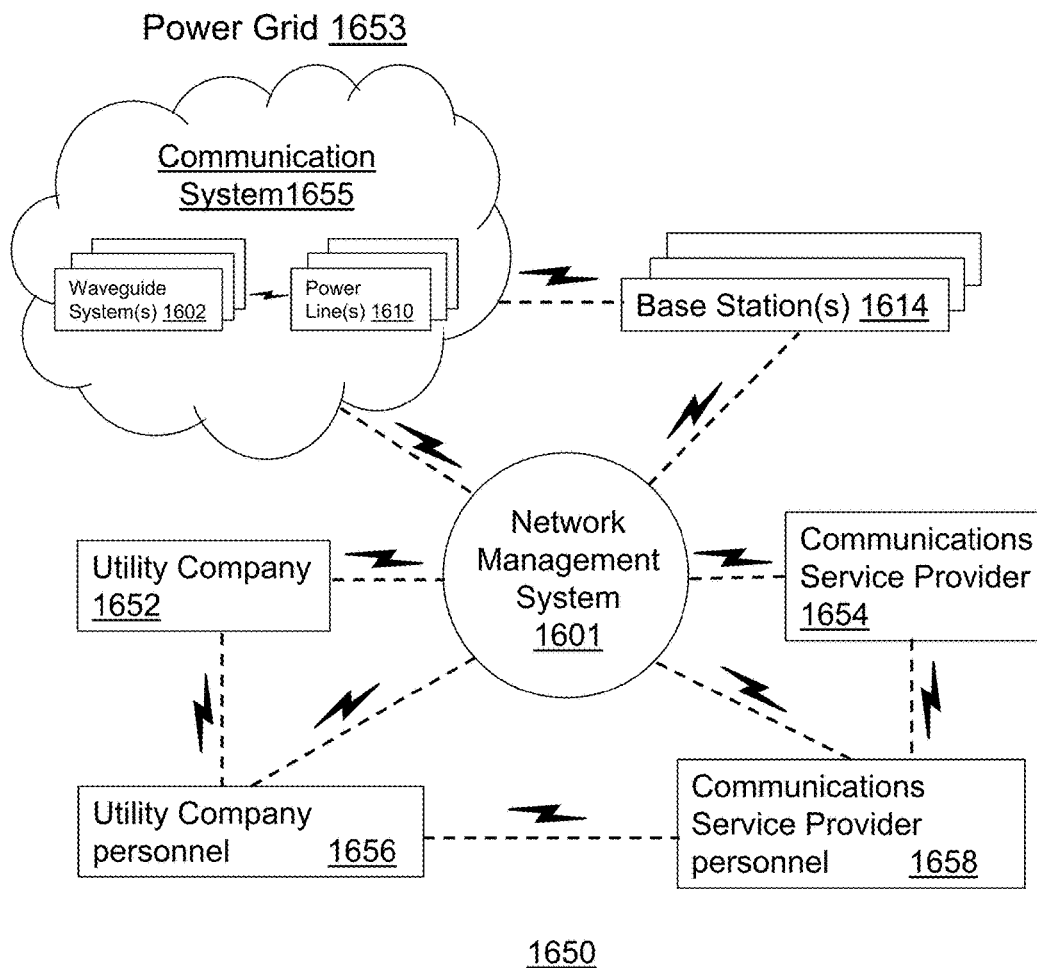 Power Grid 1653
Communication
System1655
Waveguide
System(s) 1602
Power
Line(s) 1610
Base Station(s) 1614
Network
Management
System
1601
Utility Company
1652
Communications
Service Provider
1654
Utility Company
personnel 1656
Communications
Service Provider
personnel 1658
1650